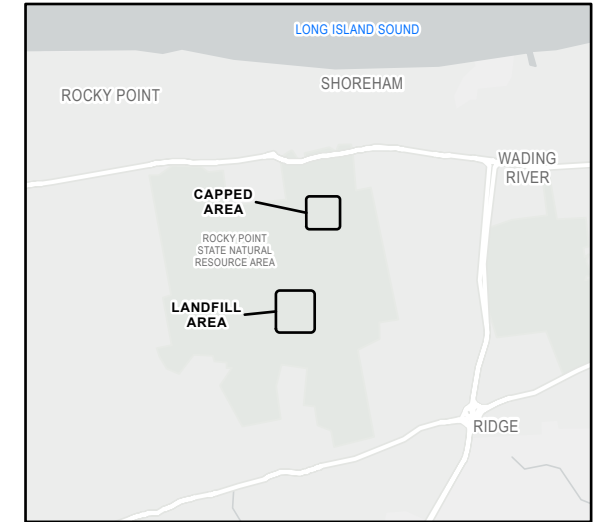 LONG ISLAND SOUND
SHOREHAM
ROCKY POINT
WADING
RIVER
CAPPED
AREA
ROCKY POINT
STATE NATURAL
RESOURCE AREA
LANDFILL
AREA
RIDGE